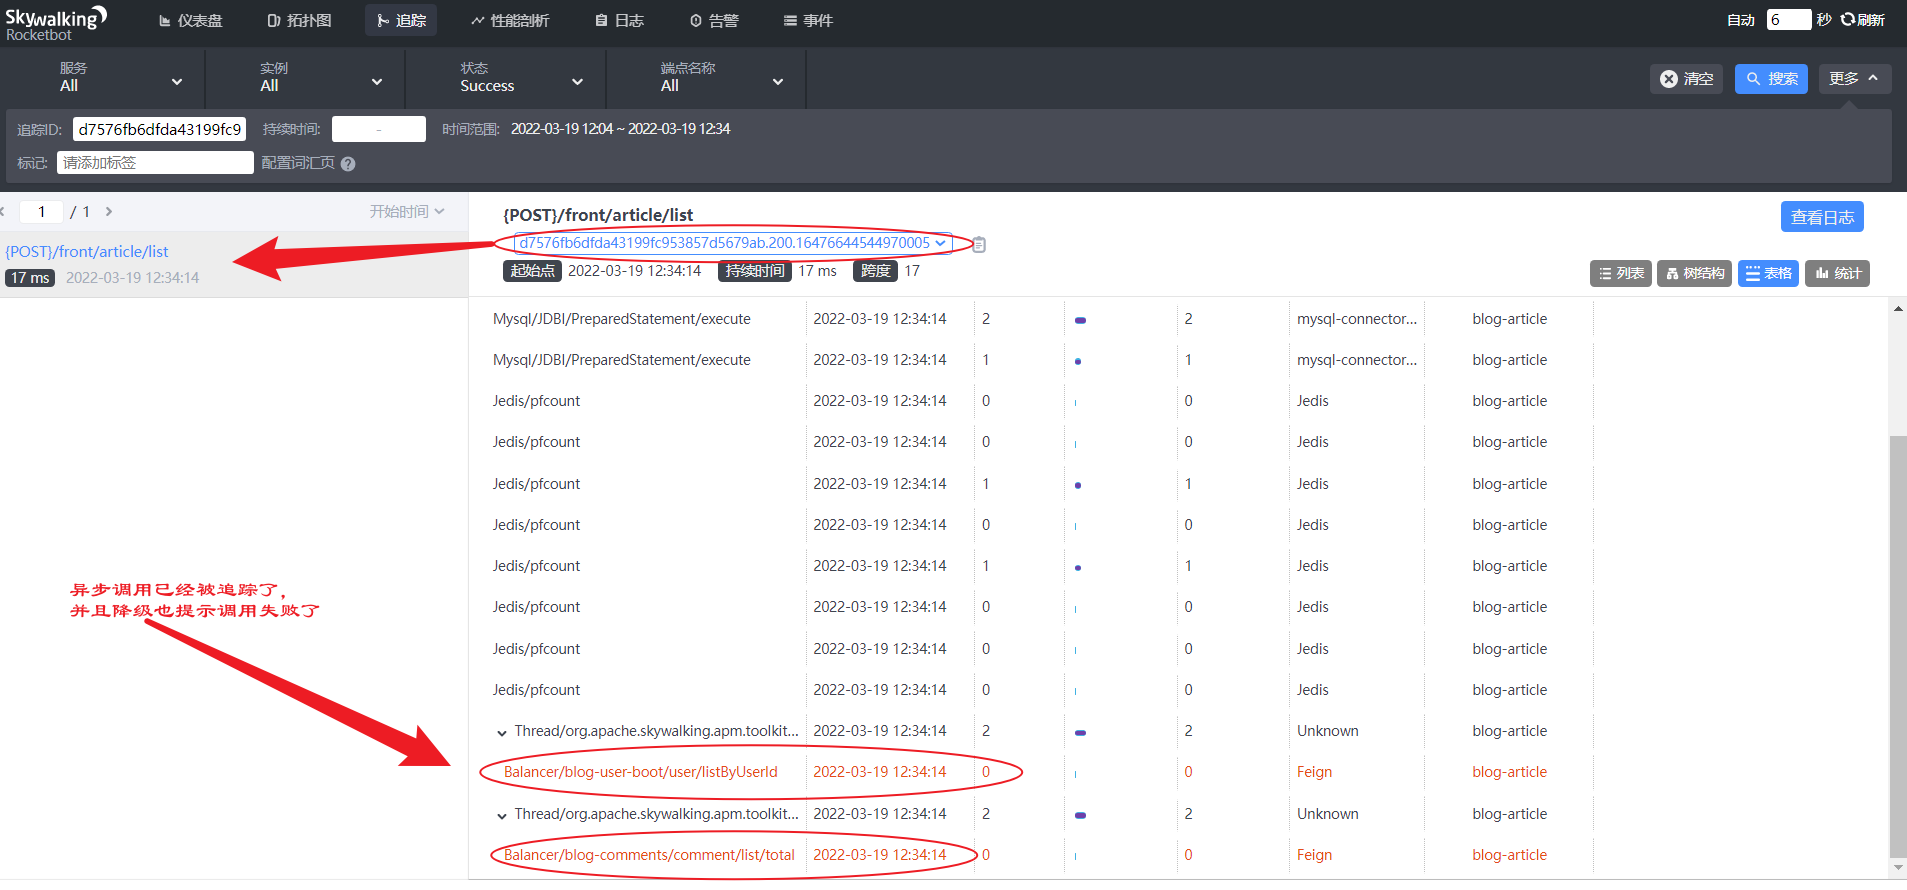 Skywalking
Rocketbot
仪表盘
拓扑图
追踪
性能剖析
日志
告警
事件
自动 6 秒 刷新
服务
All
实例
All
状态
Success
端点名称
All
清空
搜索
更多
追踪ID: d7576fb6dfda43199fc9 持续时间: - 时间范围: 2022-03-19 12:04 ~ 2022-03-19 12:34
标记: 请添加标签 配置词汇页 ?
1 / 1 开始时间
{POST}/front/article/list
17 ms 2022-03-19 12:34:14
{POST}/front/article/list
查看日志
d7576fb6dfda43199fc953857d5679ab.200.16476644544970005
起始点 2022-03-19 12:34:14 持续时间 17 ms 跨度 17
列表 树结构 表格 统计
Mysql/JDBI/PreparedStatement/execute 2022-03-19 12:34:14 2 2 mysql-connector... blog-article
Mysql/JDBI/PreparedStatement/execute 2022-03-19 12:34:14 1 1 mysql-connector... blog-article
Jedis/pfcount 2022-03-19 12:34:14 0 0 Jedis blog-article
Jedis/pfcount 2022-03-19 12:34:14 0 0 Jedis blog-article
Jedis/pfcount 2022-03-19 12:34:14 1 1 Jedis blog-article
Jedis/pfcount 2022-03-19 12:34:14 0 0 Jedis blog-article
Jedis/pfcount 2022-03-19 12:34:14 1 1 Jedis blog-article
Jedis/pfcount 2022-03-19 12:34:14 0 0 Jedis blog-article
Jedis/pfcount 2022-03-19 12:34:14 0 0 Jedis blog-article
Jedis/pfcount 2022-03-19 12:34:14 0 0 Jedis blog-article
Thread/org.apache.skywalking.apm.toolkit... 2022-03-19 12:34:14 2 2 Unknown blog-article
Balancer/blog-user-boot/user/listByUserId 2022-03-19 12:34:14 0 0 Feign blog-article
Thread/org.apache.skywalking.apm.toolkit... 2022-03-19 12:34:14 2 2 Unknown blog-article
Balancer/blog-comments/comment/list/total 2022-03-19 12:34:14 0 0 Feign blog-article
异步调用已经被追踪了，
并且降级也提示调用失败了